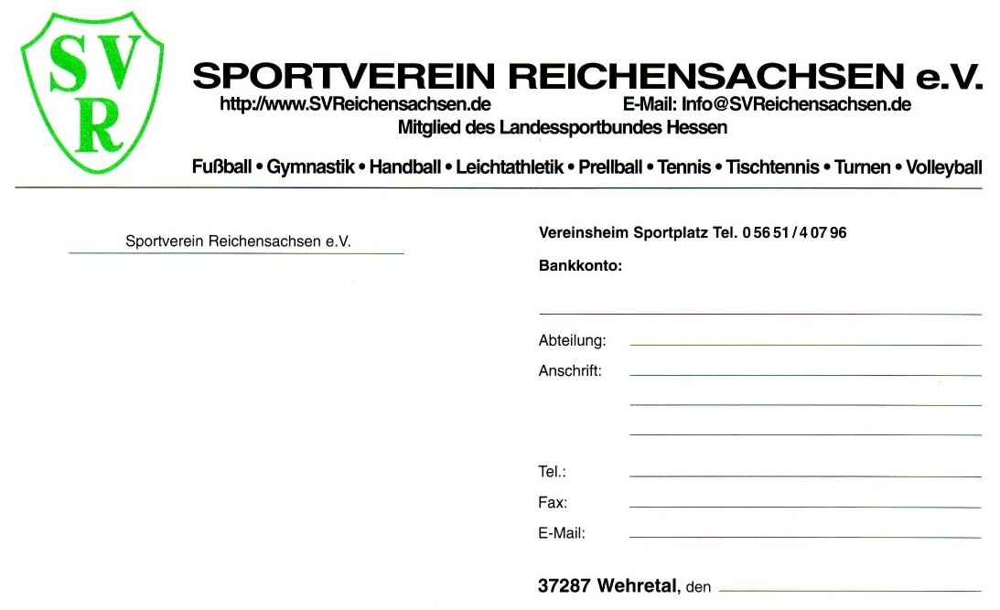 SV
R
SPORTVEREIN REICHENSACHSEN e.V.
http://www.SVReichensachsen.de E-Mail: Info@SVReichensachsen.de
Mitglied des Landessportbundes Hessen
Fußball • Gymnastik • Handball • Leichtathletik • Prellball • Tennis • Tischtennis • Turnen • Volleyball
Sportverein Reichensachsen e.V.
Vereinsheim Sportplatz Tel. 0 56 51 / 4 07 96
Bankkonto:
Abteilung:
Anschrift:
Tel.:
Fax:
E-Mail:
37287 Wehretal, den